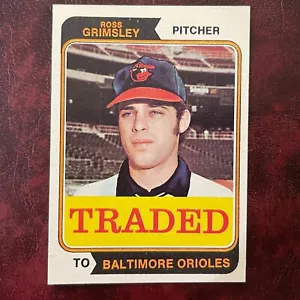 ROSS
GRIMSLEY PITCHER
TRADED
TO BALTIMORE ORIOLES